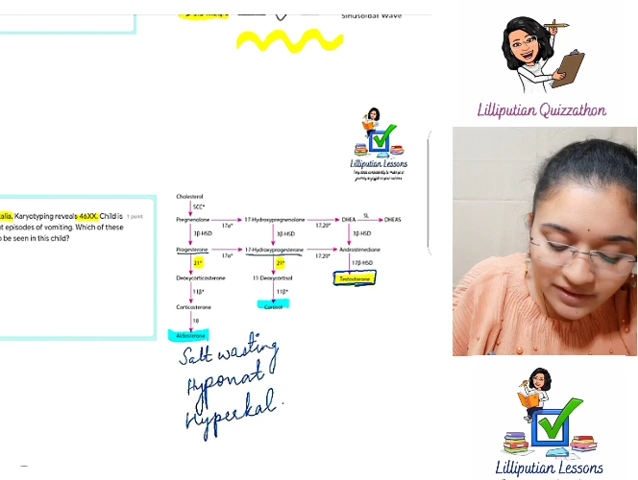 Sinusoidal Wave
Lilliputian Quizzathon
Lilliputian Lessons
talia. Karyotyping reveals 46XX. Child is
1 point
nt episodes of vomiting. Which of these
o be seen in this child?
Cholesterol
SCC*
Pregnenolone 17α* 17-Hydroxypregnenolone 17,20* DHEA SL DHEAS
3β-HSD 3β-HSD 3β-HSD
Progesterone 17α* 17-Hydroxyprogesterone 17,20* Androstenedione
21* 21* 17β-HSD
Deoxycorticosterone 11-Deoxycortisol Testosterone
11β* 11β*
Corticosterone Cortisol
18
Aldosterone
Salt wasting
Hyponat
Hyperkal.
Lilliputian Lessons